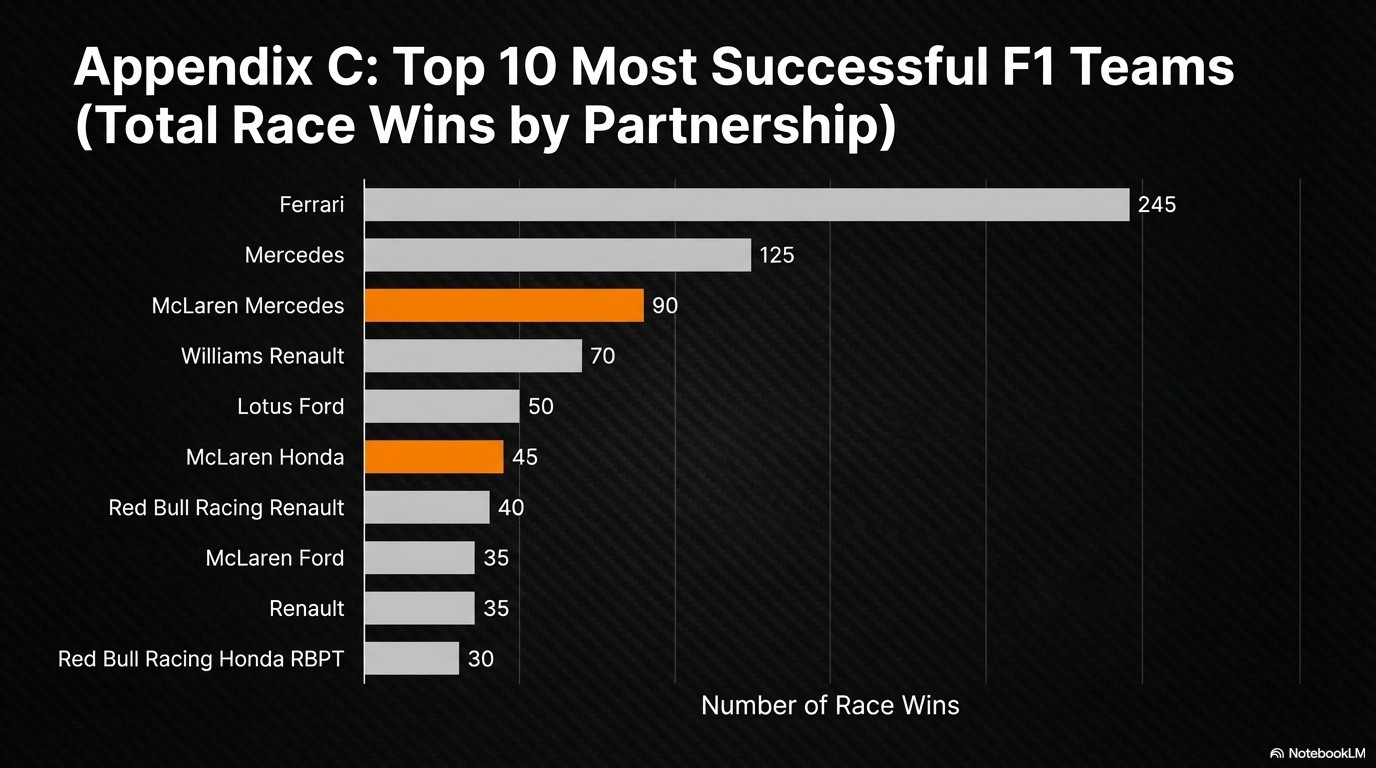 Appendix C: Top 10 Most Successful F1 Teams
(Total Race Wins by Partnership)
Ferrari 245
Mercedes 125
McLaren Mercedes 90
Williams Renault 70
Lotus Ford 50
McLaren Honda 45
Red Bull Racing Renault 40
McLaren Ford 35
Renault 35
Red Bull Racing Honda RBPT 30
Number of Race Wins
NotebookLM